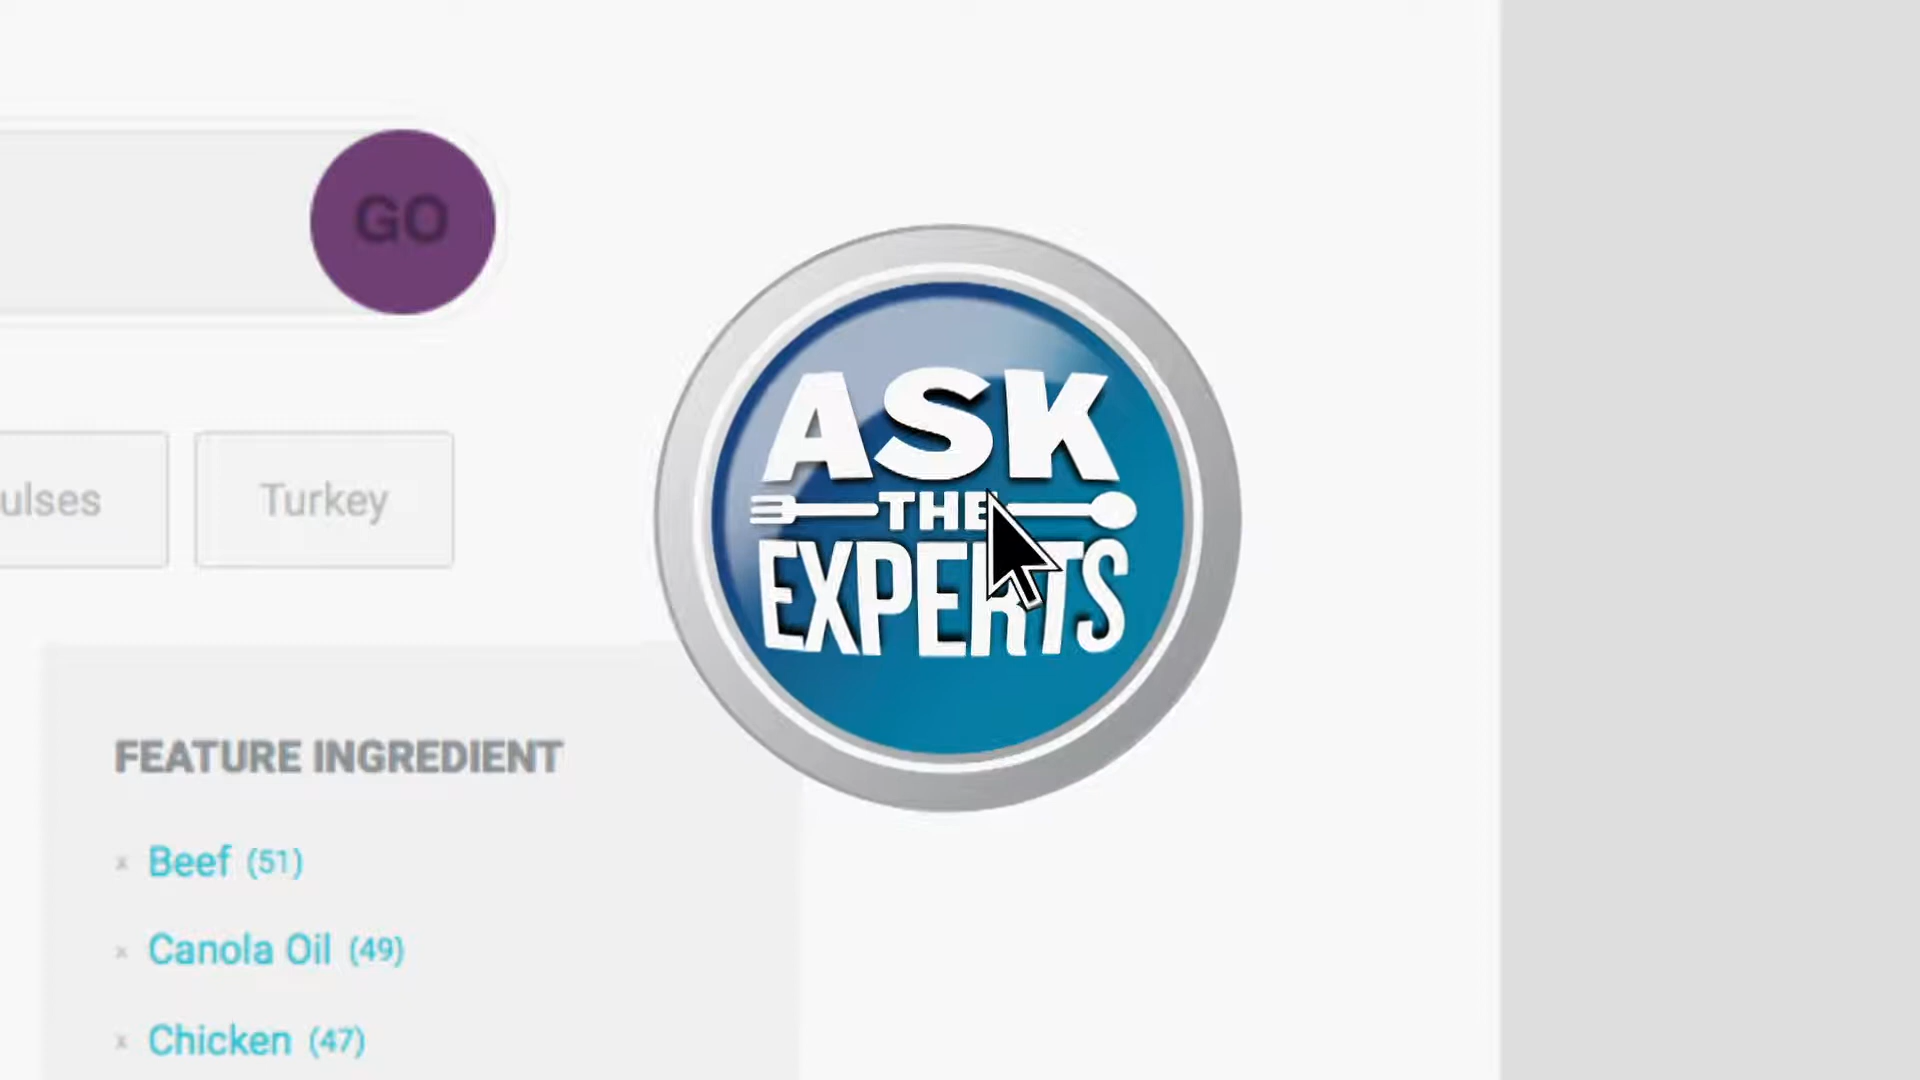 GO
ulses
Turkey
ASK
THE
EXPERTS
FEATURE INGREDIENT
x Beef (51)
x Canola Oil (49)
x Chicken (47)